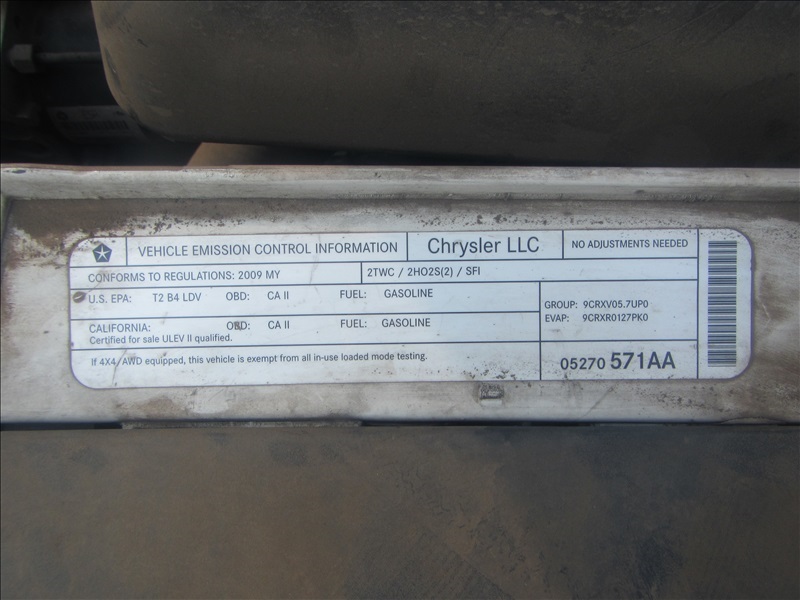 VEHICLE EMISSION CONTROL INFORMATION Chrysler LLC NO ADJUSTMENTS NEEDED
CONFORMS TO REGULATIONS: 2009 MY 2TWC / 2HO2S(2) / SFI
U.S. EPA: T2 B4 LDV OBD: CA II FUEL: GASOLINE
GROUP: 9CRXV05.7UP0
EVAP: 9CRXR0127PK0
CALIFORNIA: OBD: CA II FUEL: GASOLINE
Certified for sale ULEV II qualified.
If 4X4/AWD equipped, this vehicle is exempt from all in-use loaded mode testing.
05270 571AA